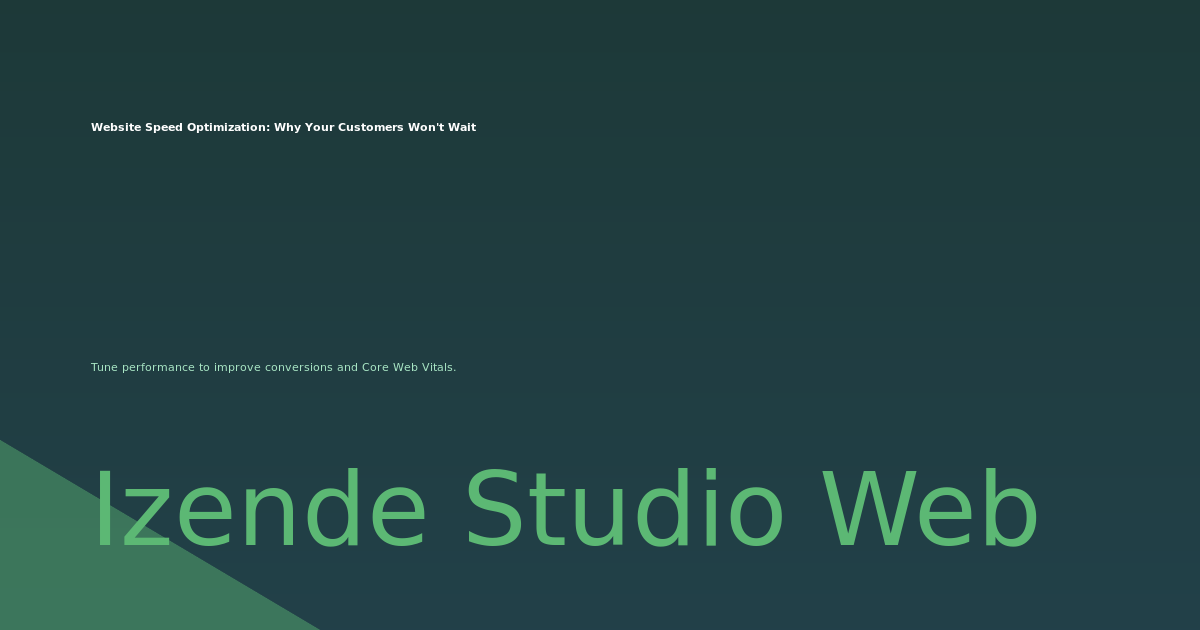 Website Speed Optimization: Why Your Customers Won't Wait
Tune performance to improve conversions and Core Web Vitals.
Izende Studio Web